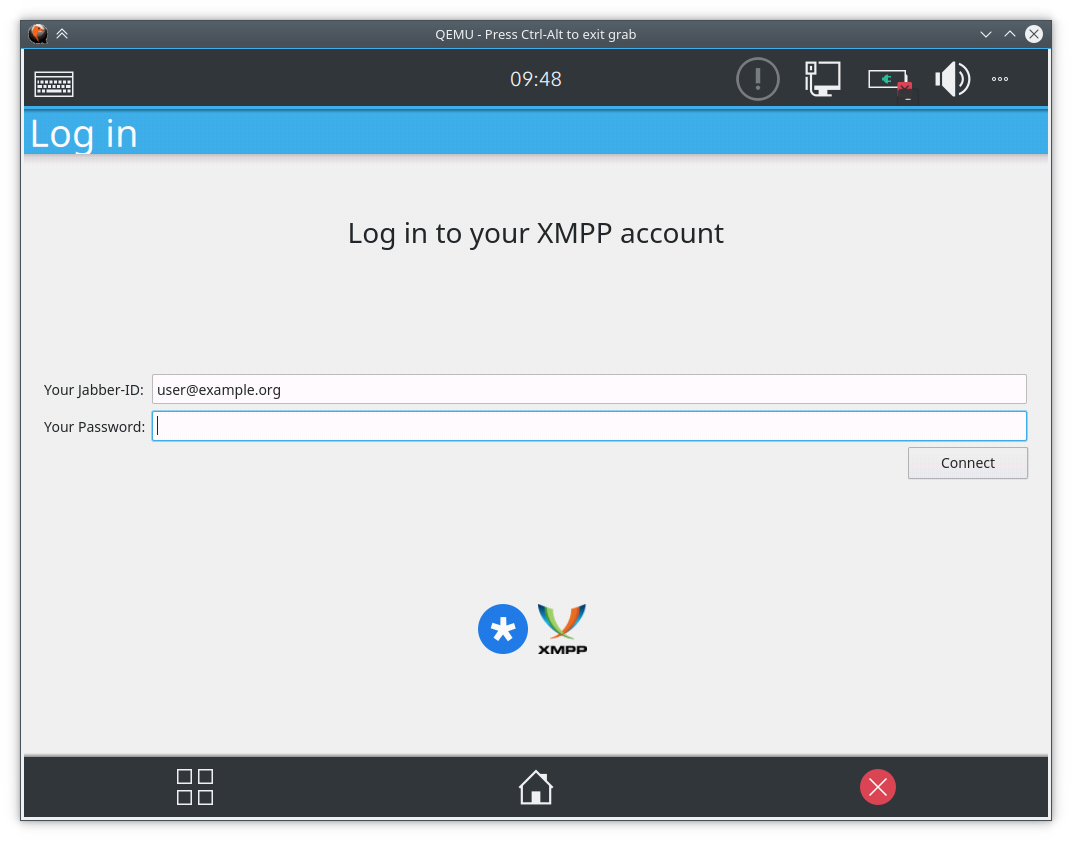 QEMU - Press Ctrl-Alt to exit grab
09:48
Log in
Log in to your XMPP account
Your Jabber-ID: user@example.org
Your Password:
Connect
XMPP